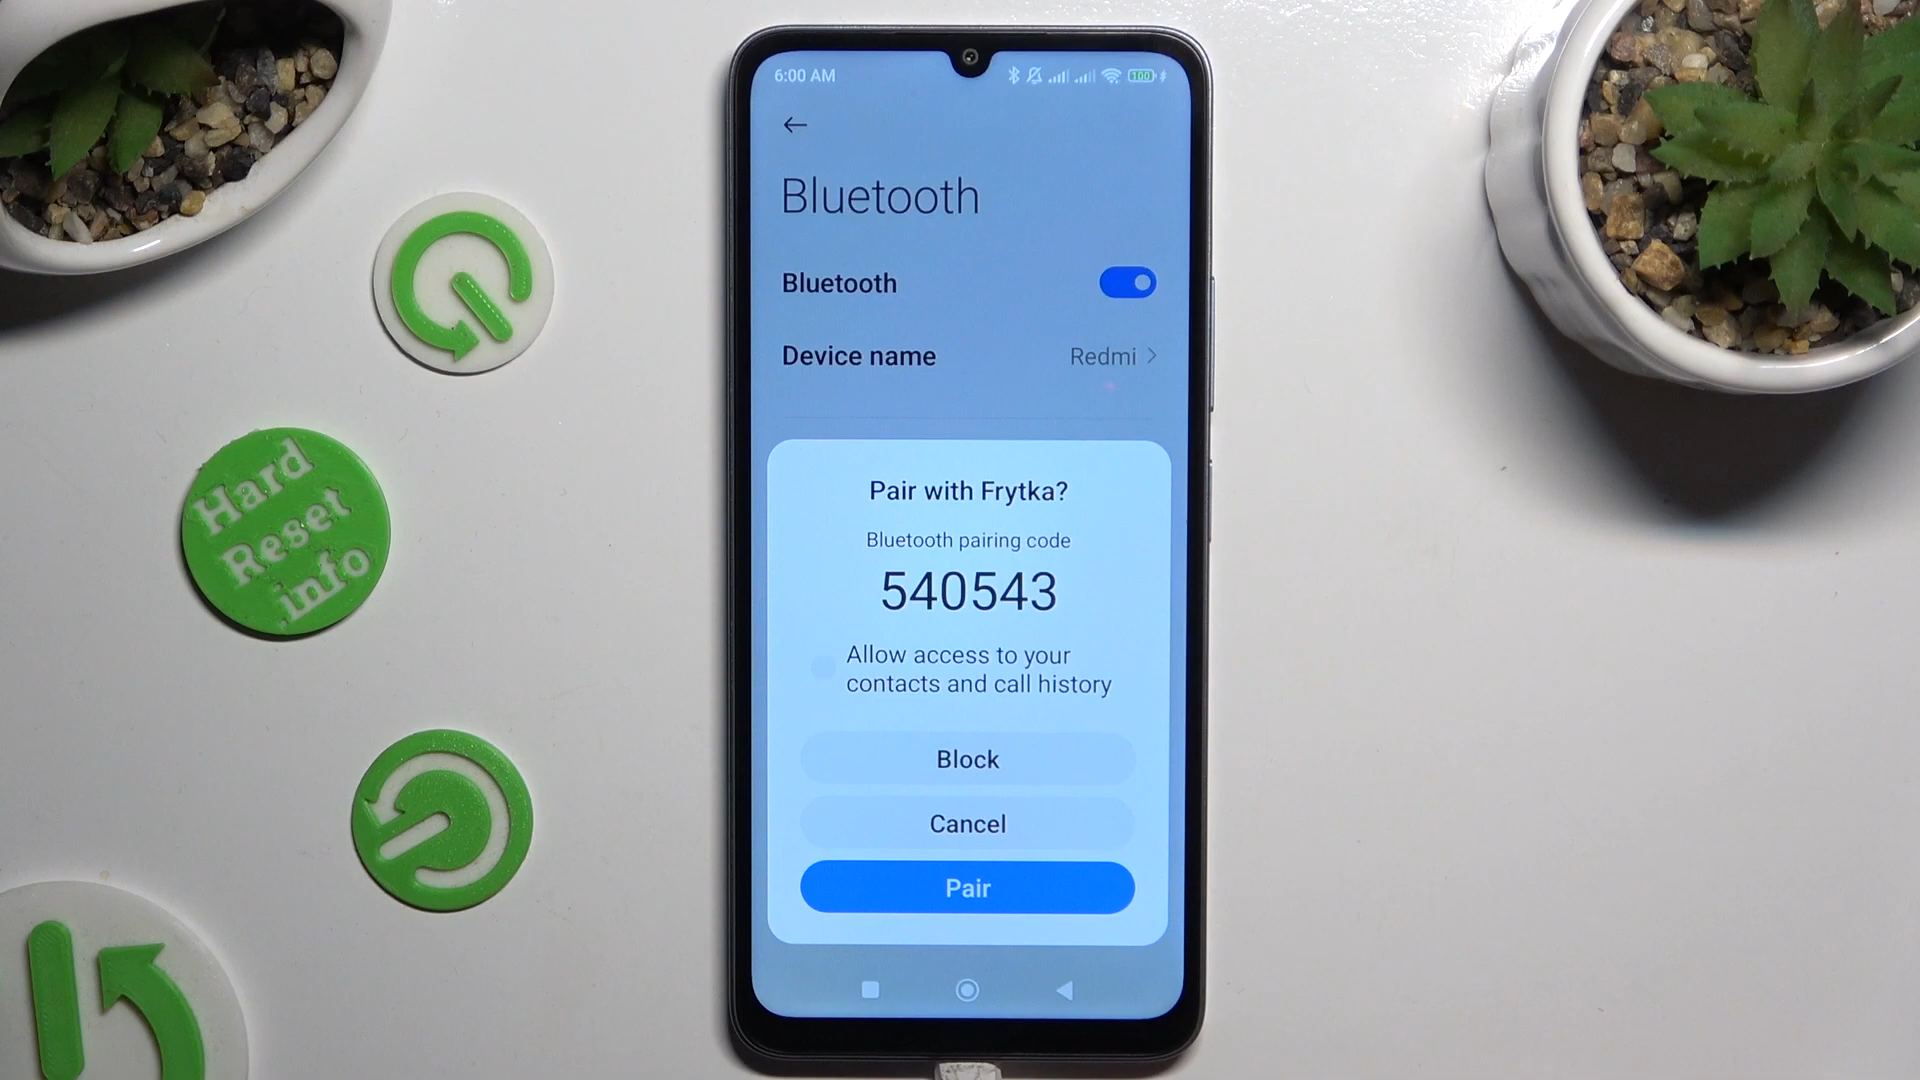 6:00 AM
100
Bluetooth
Bluetooth
Device name
Redmi
Pair with Frytka?
Bluetooth pairing code
540543
Allow access to your
contacts and call history
Block
Cancel
Pair
Hard
Reset
.info